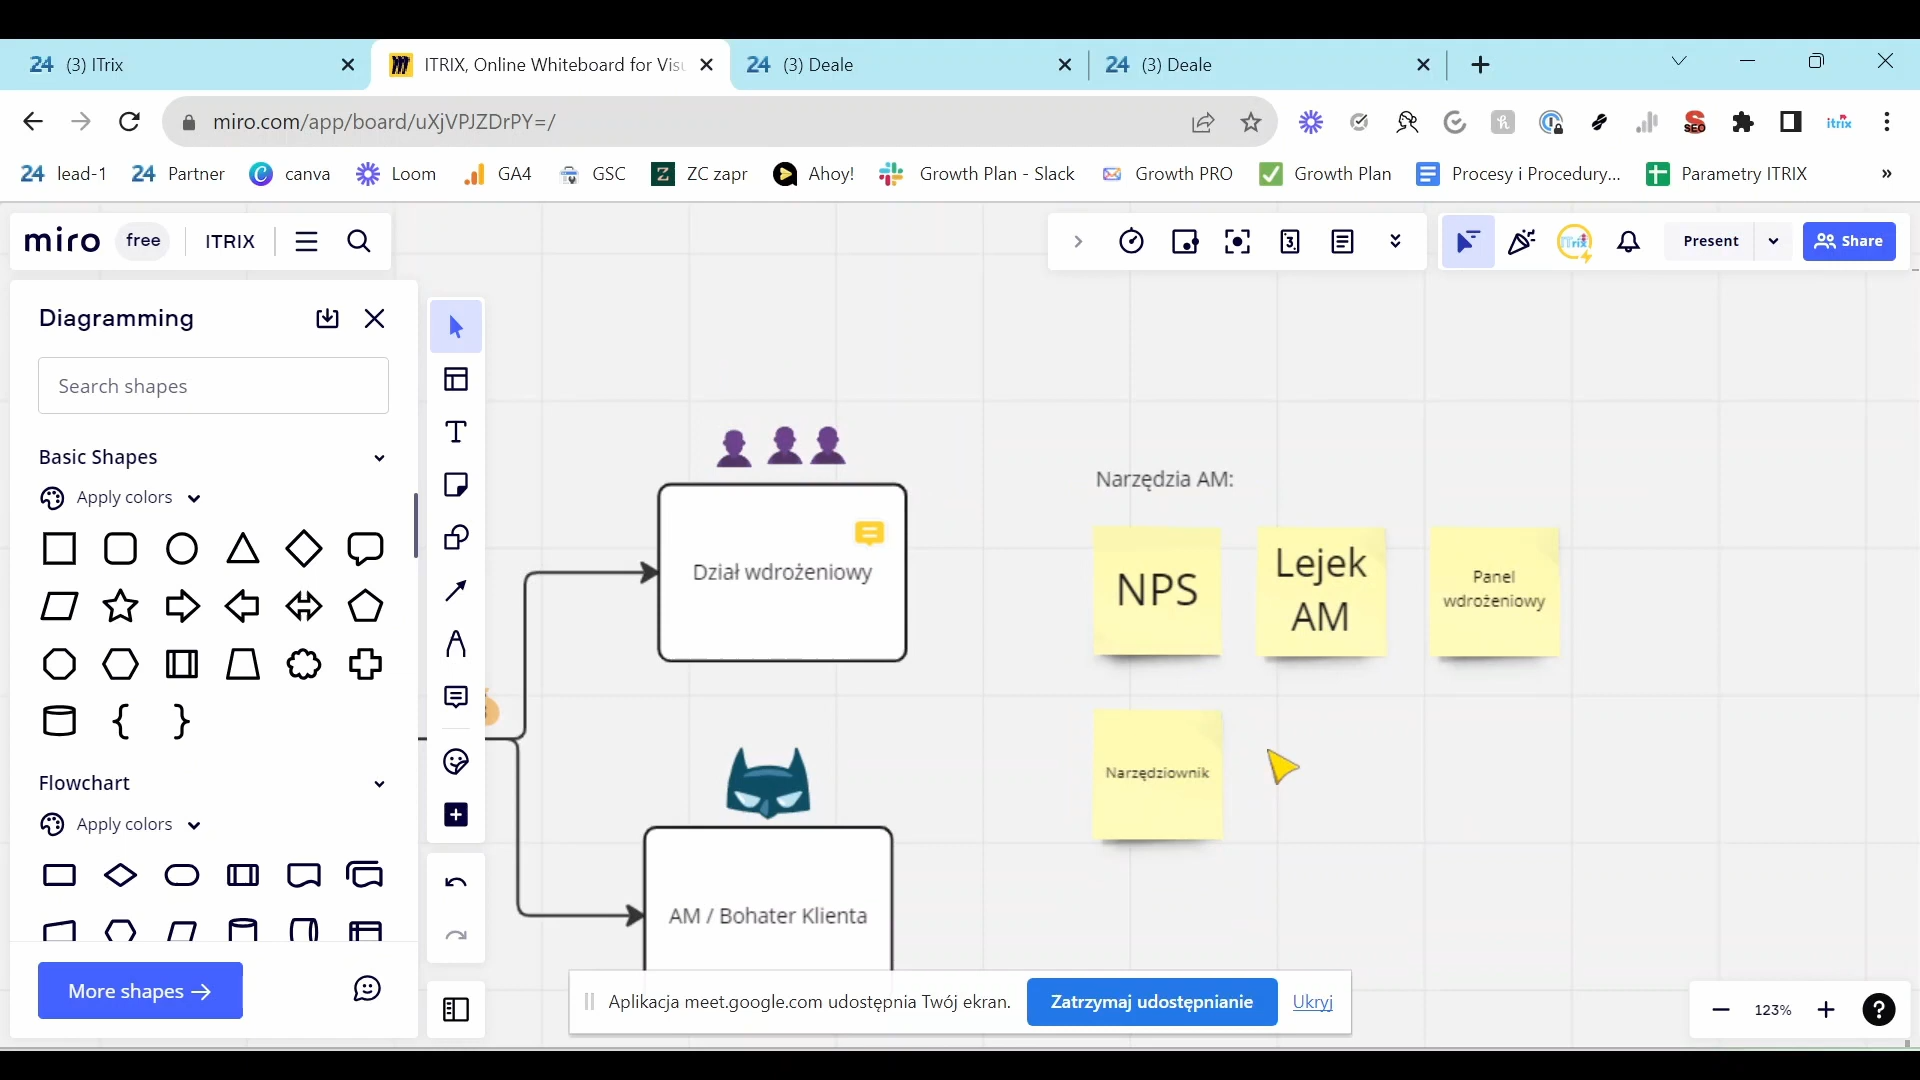 24 (3) ITrix
ITRIX, Online Whiteboard for Visu
24 (3) Deale
24 (3) Deale
miro.com/app/board/uXjVPJZDrPY=/
itrix
24 lead-1
24 Partner
canva
Loom
GA4
GSC
Z ZC zapr
Ahoy!
Growth Plan - Slack
Growth PRO
Growth Plan
Procesy i Procedury...
Parametry ITRIX
»
miro free ITRIX
3
ITrix
Present
Share
Diagramming
Search shapes
Basic Shapes
Apply colors
Flowchart
Apply colors
More shapes →
Dział wdrożeniowy
AM / Bohater Klienta
Narzędzia AM:
NPS
Lejek
AM
Panel
wdrożeniowy
Narzędziownik
Aplikacja meet.google.com udostępnia Twój ekran.
Zatrzymaj udostępnianie
Ukryj
123%
?